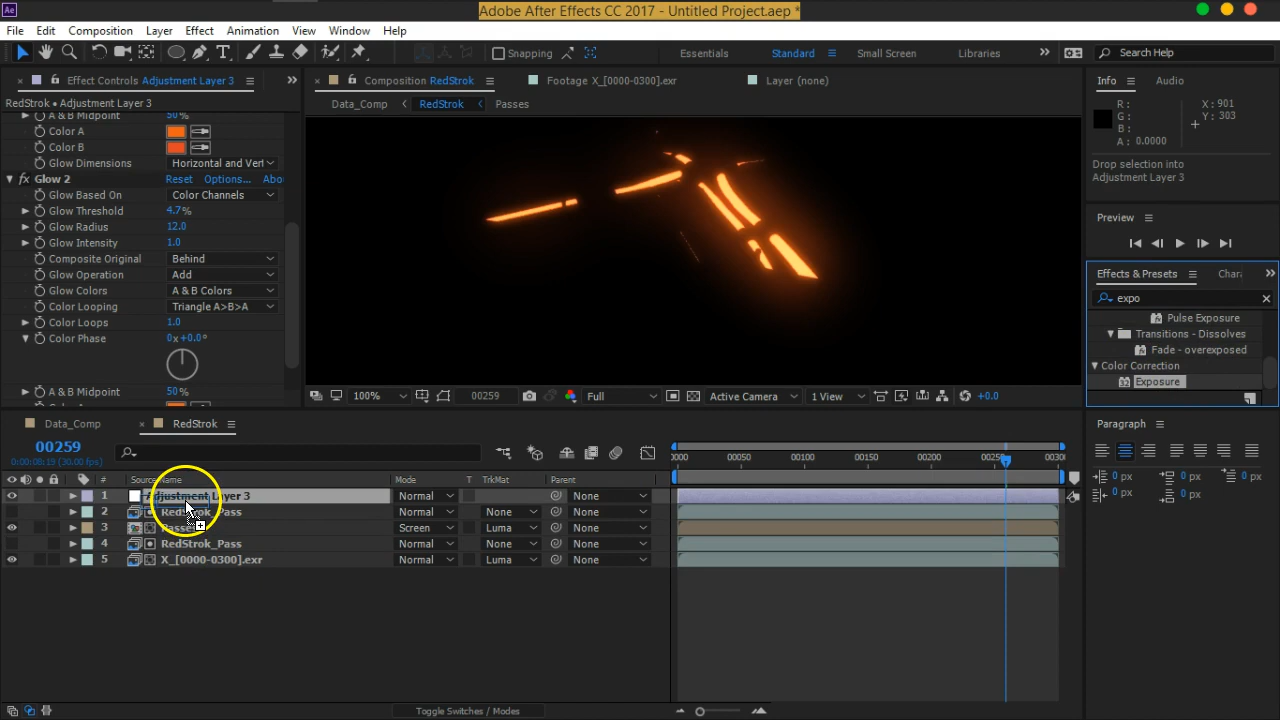 Ae
Adobe After Effects CC 2017 - Untitled Project.aep *
File Edit Composition Layer Effect Animation View Window Help
Snapping Essentials Standard Small Screen Libraries Search Help
Effect Controls Adjustment Layer 3
Composition RedStrok Footage X_[0000-0300].exr Layer (none)
RedStrok • Adjustment Layer 3
Data_Comp RedStrok Passes
A & B Midpoint 50 %
Color A
Color B
Glow Dimensions Horizontal and Vert
fx Glow 2 Reset Options... Abo
Glow Based On Color Channels
Glow Threshold 4.7%
Glow Radius 12.0
Glow Intensity 1.0
Composite Original Behind
Glow Operation Add
Glow Colors A & B Colors
Color Looping Triangle A>B>A
Color Loops 1.0
Color Phase 0x+0.0°
A & B Midpoint 50 %
100% 00259 Full Active Camera 1 View +0.0
Info Audio
R : X : 901
G : Y : 303
B :
A : 0.0000
Drop selection into
Adjustment Layer 3
Preview
Effects & Presets Chara
expo
Pulse Exposure
Transitions - Dissolves
Fade - overexposed
Color Correction
Exposure
Paragraph
0 px 0 px 0 px
0 px 0 px
Data_Comp RedStrok
00259
0:00:08:19 (30.00 fps)
# Source Name Mode T TrkMat Parent
1 Adjustment Layer 3 Normal None
2 RedStrok_Pass Normal None None
3 Passes Screen Luma None
4 RedStrok_Pass Normal None None
5 X_[0000-0300].exr Normal Luma None
0000 00050 00100 00150 00200 00250 00300
Toggle Switches / Modes